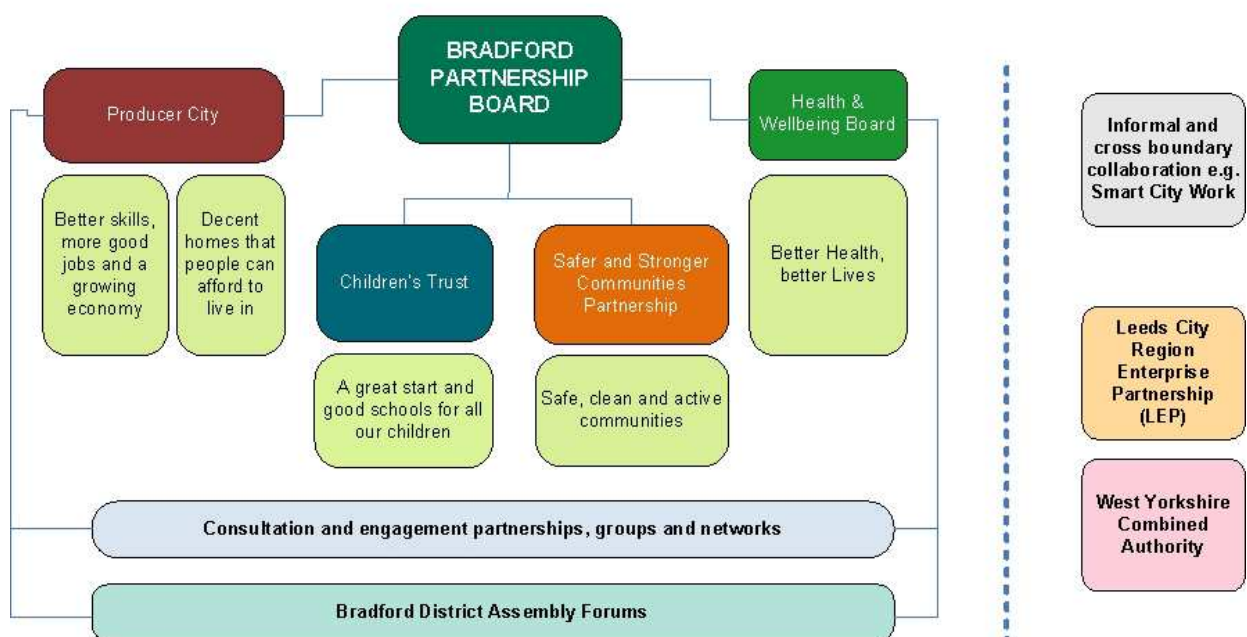 BRADFORD
PARTNERSHIP
BOARD
Producer City
Health &
Wellbeing Board
Better skills,
more good
jobs and a
growing
economy
Decent
homes that
people can
afford to
live in
Children's Trust
Safer and Stronger
Communities
Partnership
Better Health,
better Lives
A great start and
good schools for all
our children
Safe, clean and active
communities
Consultation and engagement partnerships, groups and networks
Bradford District Assembly Forums
Informal and
cross boundary
collaboration e.g.
Smart City Work
Leeds City
Region
Enterprise
Partnership
(LEP)
West Yorkshire
Combined
Authority